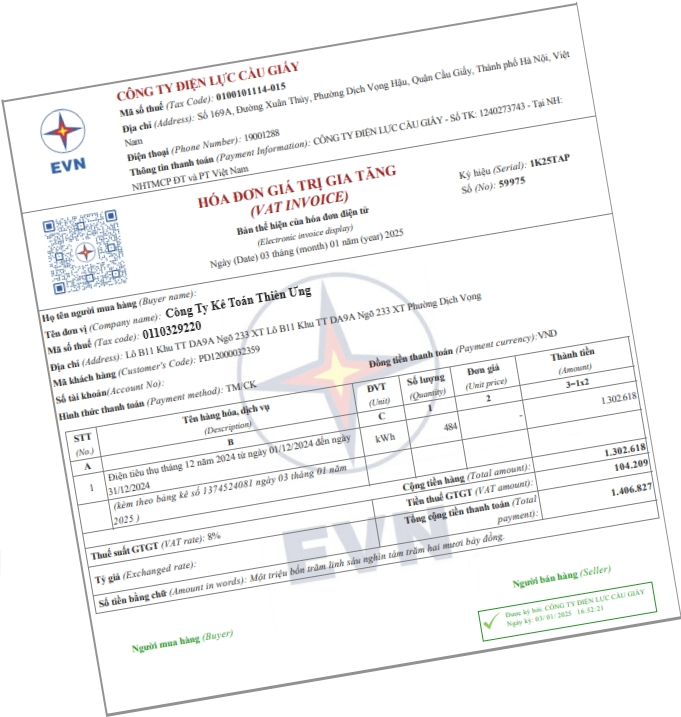 CÔNG TY ĐIỆN LỰC CẦU GIẤY
Mã số thuế (Tax Code): 0100101114-015
Địa chỉ (Address): Số 169A, Đường Xuân Thủy, Phường Dịch Vọng Hậu, Quận Cầu Giấy, Thành phố Hà Nội, Việt
Nam
Điện thoại (Phone Number): 19001288
Thông tin thanh toán (Payment Information): CÔNG TY ĐIỆN LỰC CẦU GIẤY - Số TK: 1240273743 - Tại NH:
NHTMCP ĐT và PT Việt Nam
EVN
HÓA ĐƠN GIÁ TRỊ GIA TĂNG
(VAT INVOICE)
Bản thể hiện của hóa đơn điện tử
(Electronic invoice display)
Ngày (Date) 03 tháng (month) 01 năm (year) 2025
Ký hiệu (Serial): 1K25TAP
Số (No): 59975
Họ tên người mua hàng (Buyer name):
Tên đơn vị (Company name): Công Ty Kê Toán Thiên Ưng
Mã số thuế (Tax code): 0110329220
Địa chỉ (Address): Lô B11 Khu TT DA9A Ngõ 233 XT Lô B11 Khu TT DA9A Ngõ 233 XT Phường Dịch Vọng
Mã khách hàng (Customer's Code): PD12000032359
Số tài khoản(Account No):
Hình thức thanh toán (Payment method): TM/CK
Đồng tiền thanh toán (Payment currency):VND
STT (No.) Tên hàng hóa, dịch vụ (Description) ĐVT (Unit) Số lượng (Quantity) Đơn giá (Unit price) Thành tiền (Amount)
A B C 1 2 3=1x2
1 Điện tiêu thụ tháng 12 năm 2024 từ ngày 01/12/2024 đến ngày kWh 484 - 1.302.618
31/12/2024
(kèm theo bảng kê số 1374524081 ngày 03 tháng 01 năm
2025 )
Cộng tiền hàng (Total amount): 1.302.618
Thuế suất GTGT (VAT rate): 8% Tiền thuế GTGT (VAT amount): 104.209
Tỷ giá (Exchanged rate): Tổng cộng tiền thanh toán (Total payment): 1.406.827
Số tiền bằng chữ (Amount in words): Một triệu bốn trăm linh sáu nghìn tám trăm hai mươi bảy đồng.
EVN
Người mua hàng (Buyer)
Người bán hàng (Seller)
Được ký bởi: CÔNG TY ĐIỆN LỰC CẦU GIẤY
Ngày ký: 03/ 01/ 2025 16:52:21